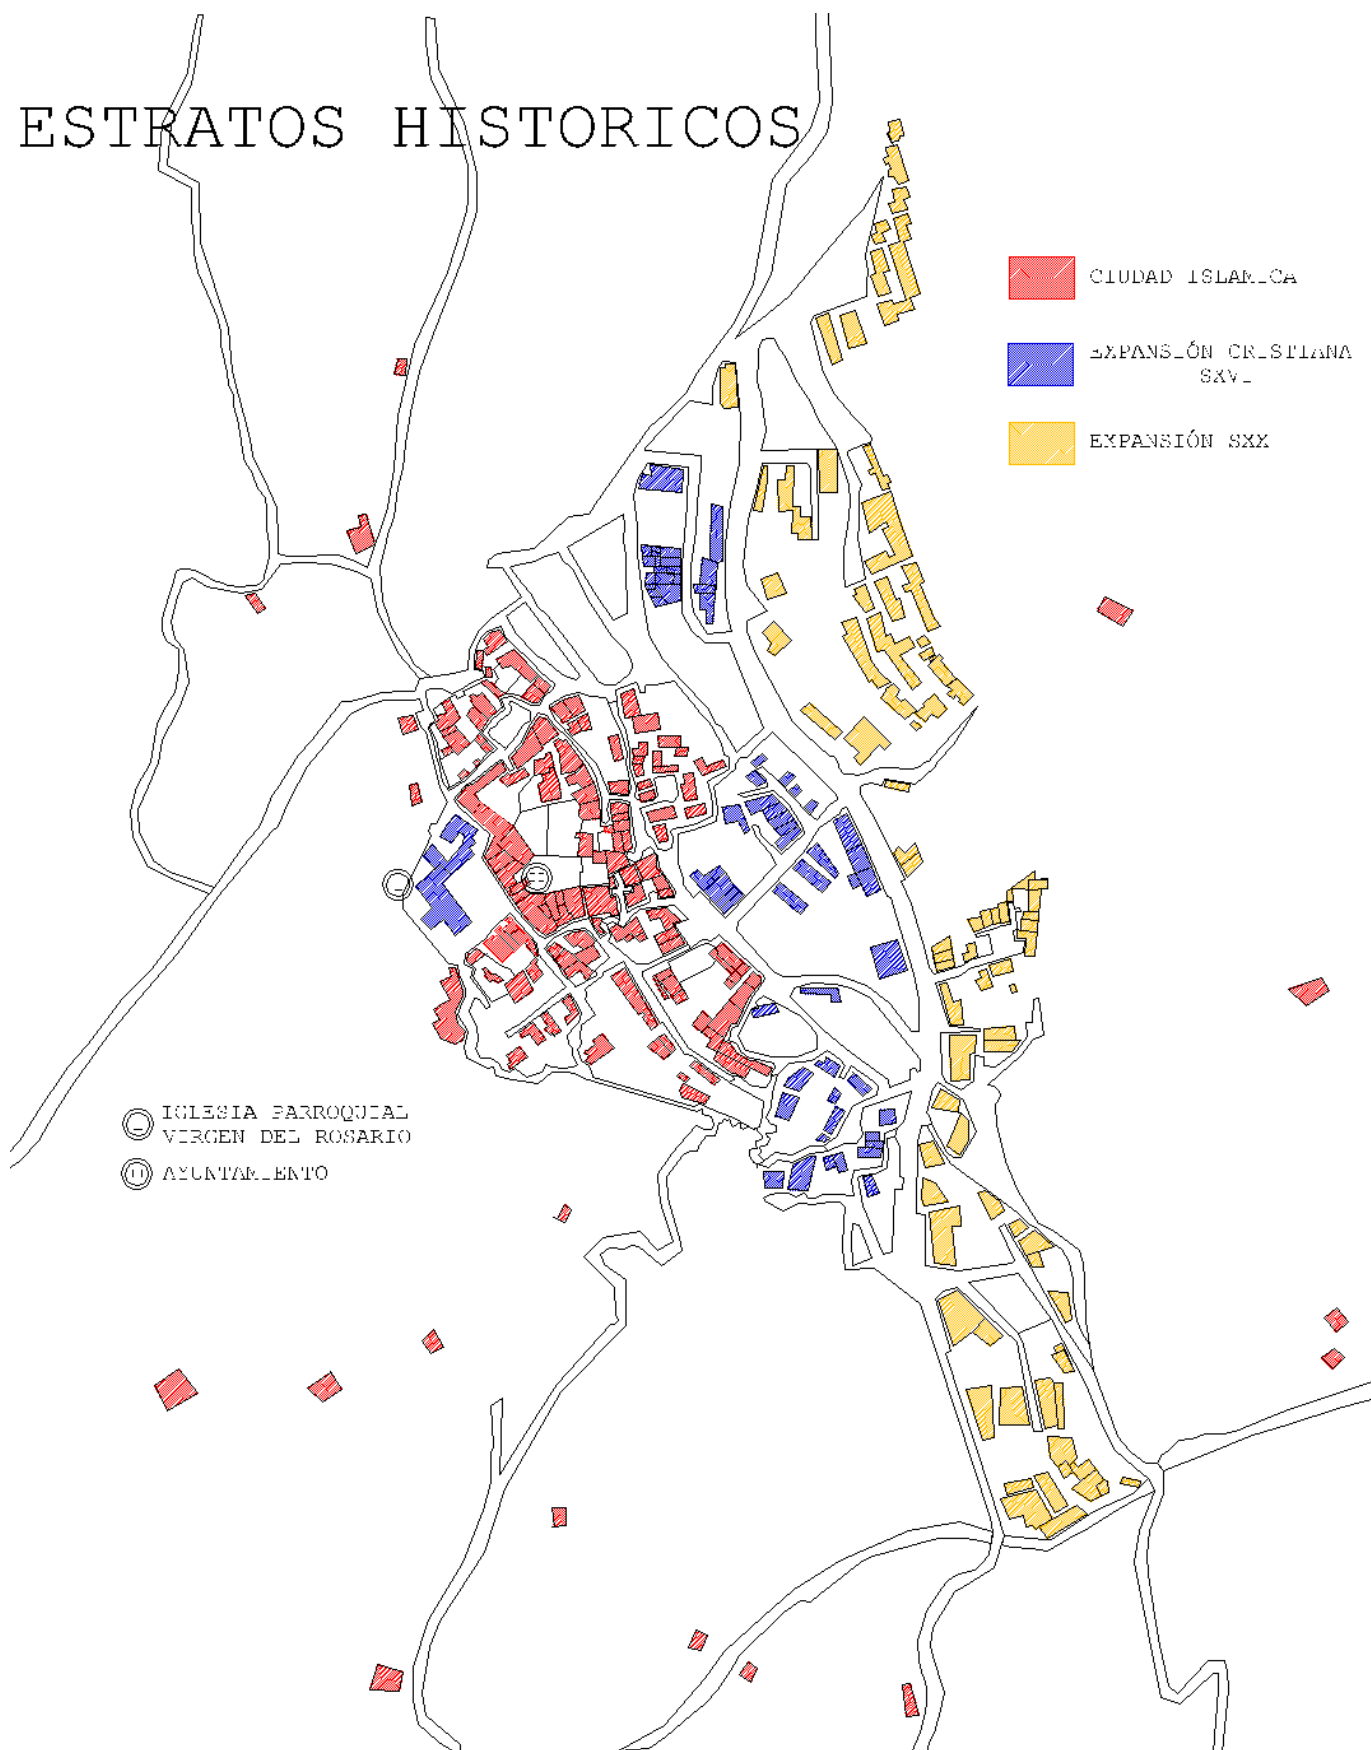 ESTRATOS HISTORICOS
CIUDAD ISLAMICA
EXPANSIÓN CRISTIANA
SXVI
EXPANSIÓN SXX
IGLESIA PARROQUIAL
VIRGEN DEL ROSARIO
AYUNTAMIENTO